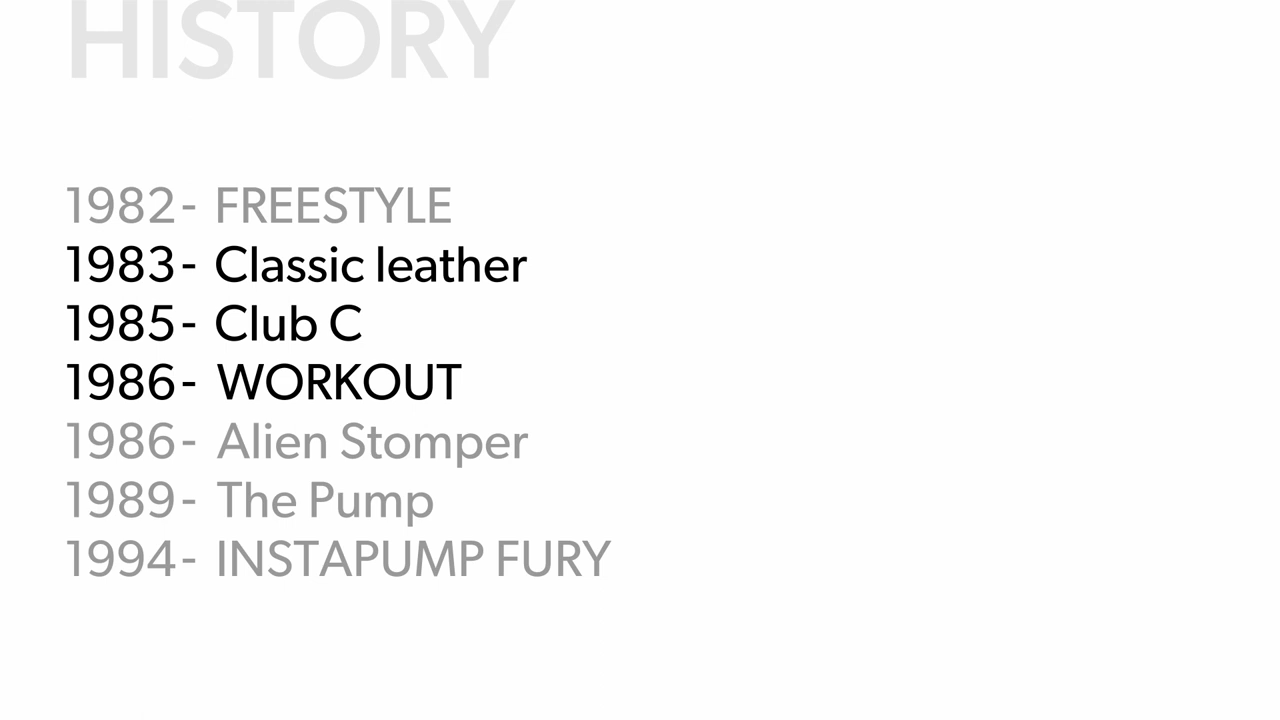 HISTORY
1982- FREESTYLE
1983- Classic leather
1985- Club C
1986- WORKOUT
1986- Alien Stomper
1989- The Pump
1994- INSTAPUMP FURY